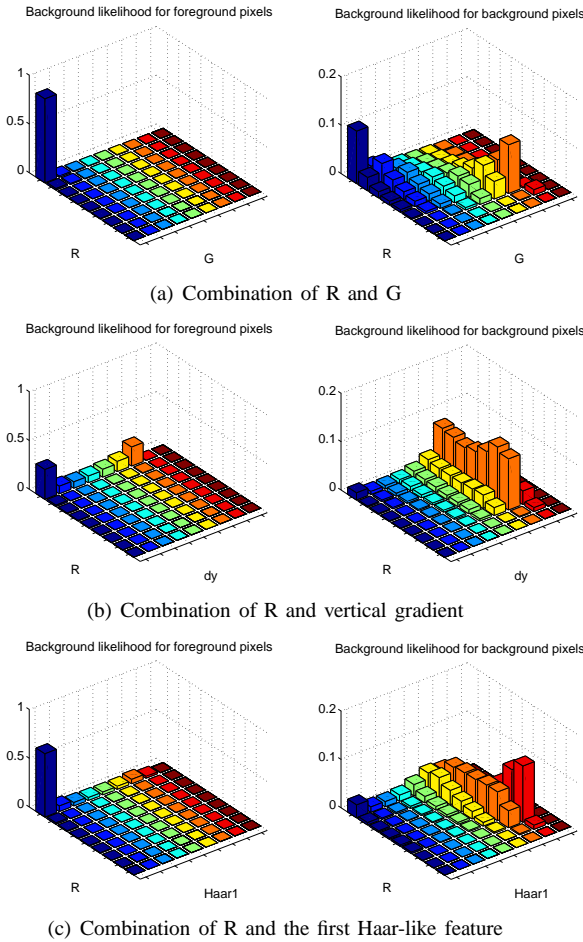 Background likelihood for foreground pixels
1
0.5
0
R
G
Background likelihood for background pixels
0.2
0.1
0
R
G
(a) Combination of R and G
Background likelihood for foreground pixels
1
0.5
0
R
dy
Background likelihood for background pixels
0.2
0.1
0
R
dy
(b) Combination of R and vertical gradient
Background likelihood for foreground pixels
1
0.5
0
R
Haar1
Background likelihood for background pixels
0.2
0.1
0
R
Haar1
(c) Combination of R and the first Haar-like feature